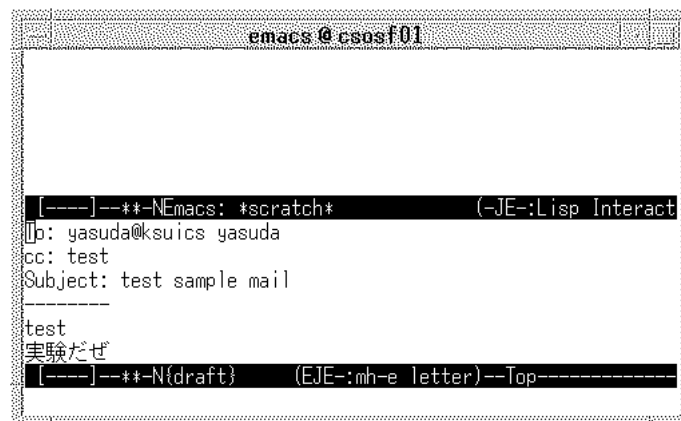 emacs @ csosf01
[----]--**-NEmacs: *scratch* (-JE-:Lisp Interact
To: yasuda@ksuics yasuda
cc: test
Subject: test sample mail
--------
test
実験だぜ
[----]--**-N{draft} (EJE-:mh-e letter)--Top-------------